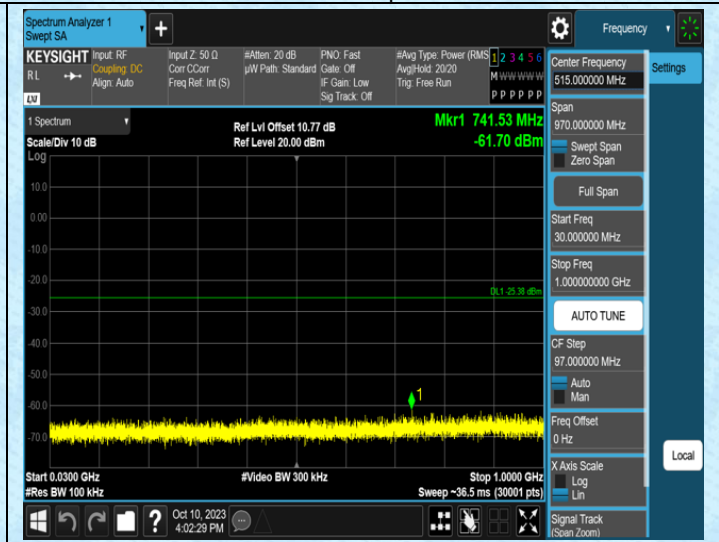 Spectrum Analyzer 1
Swept SA
+
Frequency
KEYSIGHT
RL
LXI
Input: RF
Coupling: DC
Align: Auto
Input Z: 50 Ω
Corr CCorr
Freq Ref: Int (S)
#Atten: 20 dB
µW Path: Standard
PNO: Fast
Gate: Off
IF Gain: Low
Sig Track: Off
#Avg Type: Power (RMS
Avg|Hold: 20/20
Trig: Free Run
1 2 3 4 5 6
M W W W W W
P P P P P P
1 Spectrum
Scale/Div 10 dB
Ref Lvl Offset 10.77 dB
Ref Level 20.00 dBm
Mkr1 741.53 MHz
-61.70 dBm
Log
10.0
0.00
-10.0
-20.0
DL1 -25.38 dBm
-30.0
-40.0
-50.0
-60.0
1
-70.0
Start 0.0300 GHz
#Res BW 100 kHz
#Video BW 300 kHz
Stop 1.0000 GHz
Sweep ~36.5 ms (30001 pts)
?
Oct 10, 2023
4:02:29 PM
Center Frequency
515.000000 MHz
Span
970.000000 MHz
Swept Span
Zero Span
Full Span
Start Freq
30.000000 MHz
Stop Freq
1.000000000 GHz
AUTO TUNE
CF Step
97.000000 MHz
Auto
Man
Freq Offset
0 Hz
X Axis Scale
Log
Lin
Signal Track
(Span Zoom)
Settings
Local